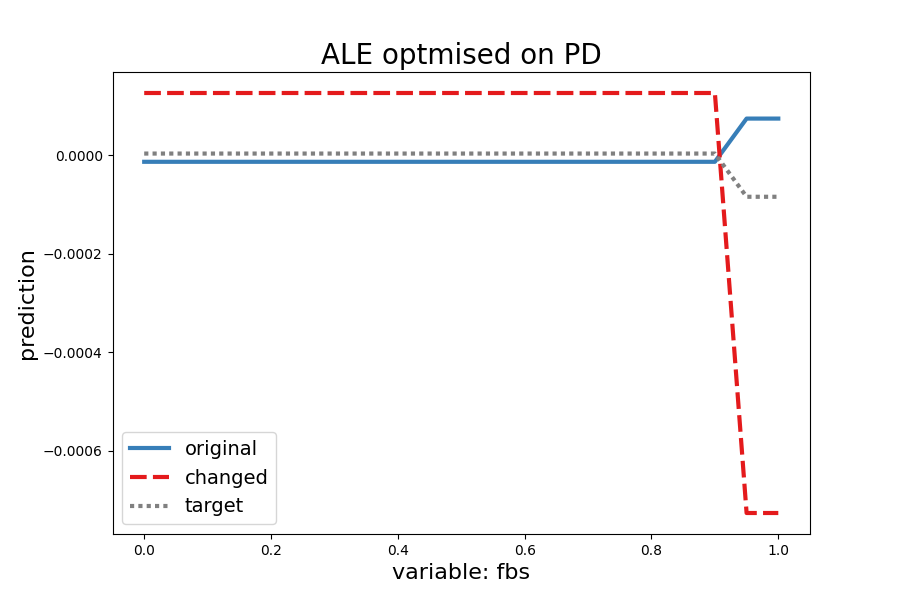 ALE optmised on PD
prediction
0.0000
−0.0002
−0.0004
−0.0006
original
changed
target
0.0 0.2 0.4 0.6 0.8 1.0
variable: fbs